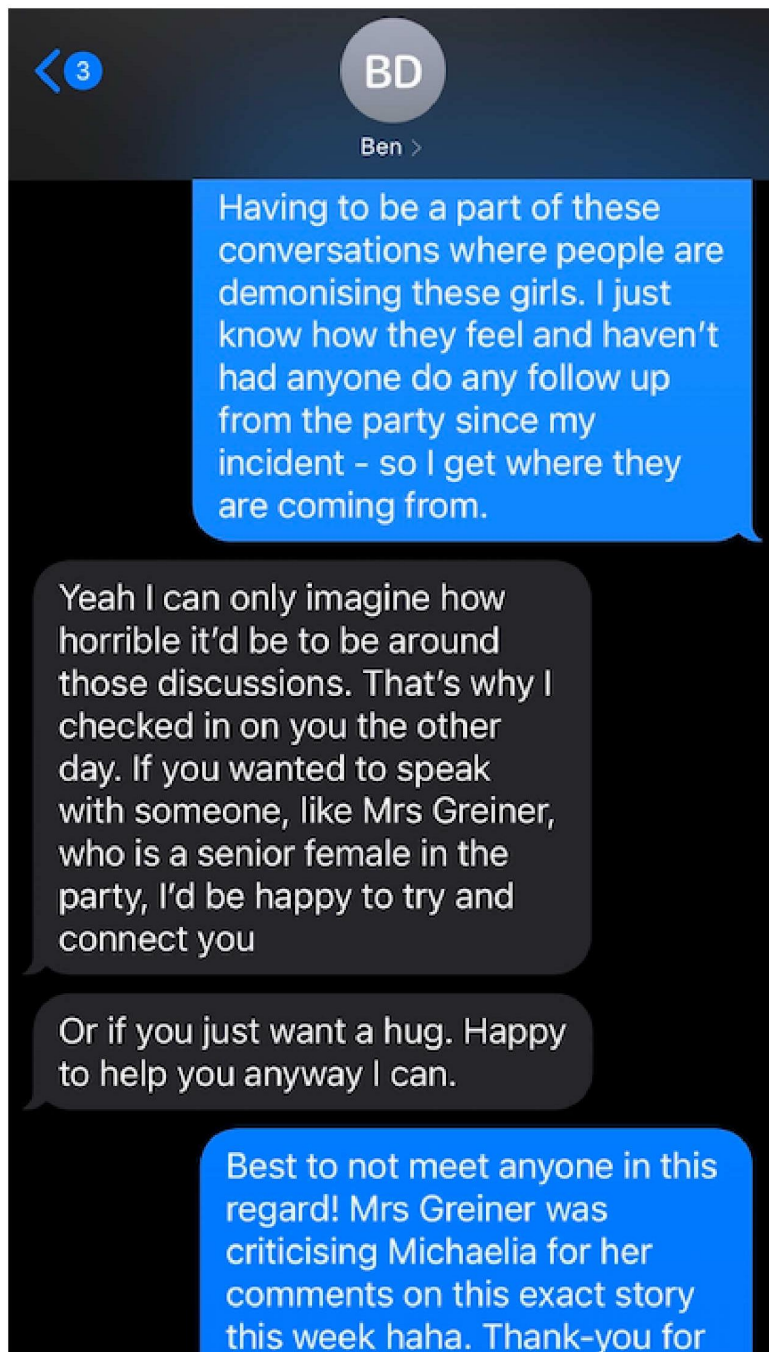 3
BD
Ben >
Having to be a part of these
conversations where people are
demonising these girls. I just
know how they feel and haven't
had anyone do any follow up
from the party since my
incident - so I get where they
are coming from.
Yeah I can only imagine how
horrible it'd be to be around
those discussions. That's why I
checked in on you the other
day. If you wanted to speak
with someone, like Mrs Greiner,
who is a senior female in the
party, I'd be happy to try and
connect you
Or if you just want a hug. Happy
to help you anyway I can.
Best to not meet anyone in this
regard! Mrs Greiner was
criticising Michaelia for her
comments on this exact story
this week haha. Thank-you for